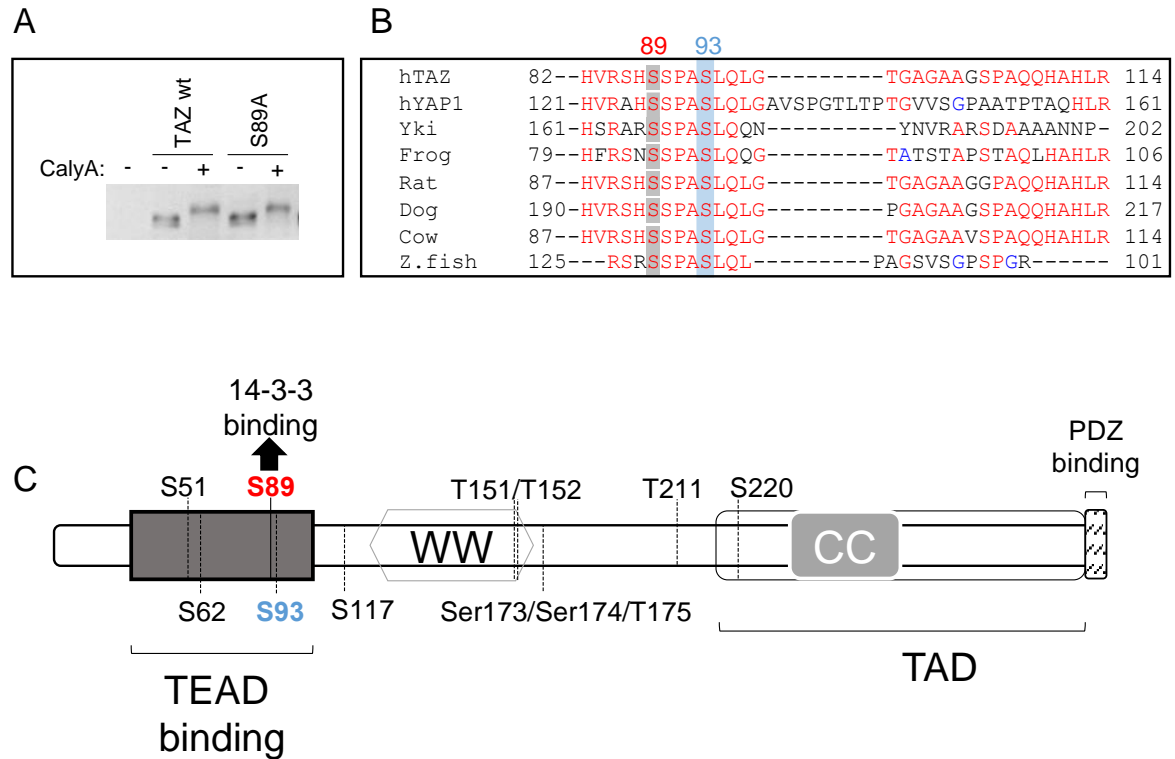 A
TAZ wt
S89A
CalyA: - - + - +
B
89 93
hTAZ 82--HVRSHSSPASLQLG---------TGAGAAGSPAQQHAHLR 114
hYAP1 121-HVRAHSSPASLQLGAVSPGTLTPTGVVSGPAATPTAQHLR 161
Yki 161-HSRARSSPASLQQN----------YNVRARSDAAAANNP- 202
Frog 79--HFRSNSSPASLQQG---------TATSTAPSTAQLHAHLR 106
Rat 87--HVRSHSSPASLQLG---------TGAGAAGGPAQQHAHLR 114
Dog 190-HVRSHSSPASLQLG---------PGAGAAGSPAQQHAHLR 217
Cow 87--HVRSHSSPASLQLG---------TGAGAAVSPAQQHAHLR 114
Z.fish 125---RSRSSPASLQL---------PAGSVSGPSPGR------ 101
14-3-3
binding
PDZ
binding
C
S51 S89 T151/T152 T211 S220
WW CC
S62 S93 S117 Ser173/Ser174/T175
TEAD
binding
TAD